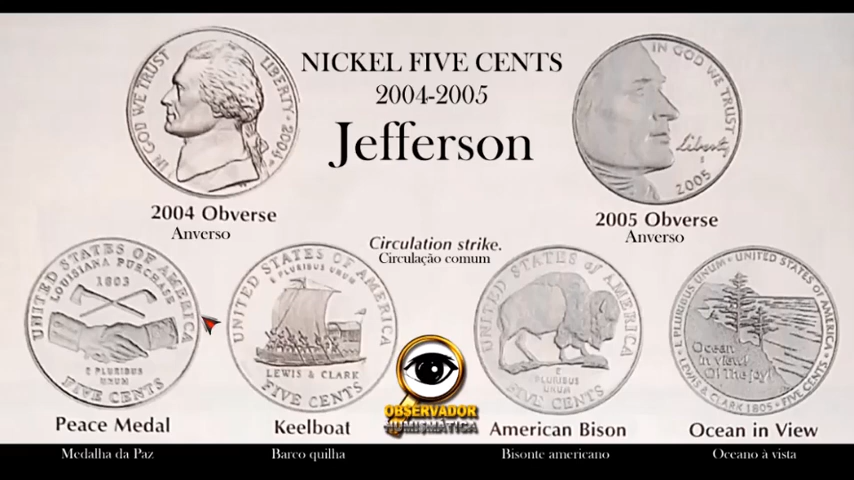 NICKEL FIVE CENTS
2004-2005
Jefferson
IN GOD WE TRUST
LIBERTY • 2004
2004 Obverse
Anverso
IN GOD WE TRUST
Liberty
2005
2005 Obverse
Anverso
Circulation strike.
Circulação comum
UNITED STATES OF AMERICA
LOUISIANA PURCHASE
1803
E PLURIBUS
UNUM
FIVE CENTS
Peace Medal
Medalha da Paz
UNITED STATES OF AMERICA
E PLURIBUS UNUM
LEWIS & CLARK
FIVE CENTS
Keelboat
Barco quilha
OBSERVADOR
NUMISMÁTICA
UNITED STATES of AMERICA
E
PLURIBUS
UNUM
FIVE CENTS
American Bison
Bisonte americano
E PLURIBUS UNUM • UNITED STATES OF AMERICA
Ocean in
view!
O! The joy!
LEWIS & CLARK 1805 • FIVE CENTS
Ocean in View
Oceano à vista